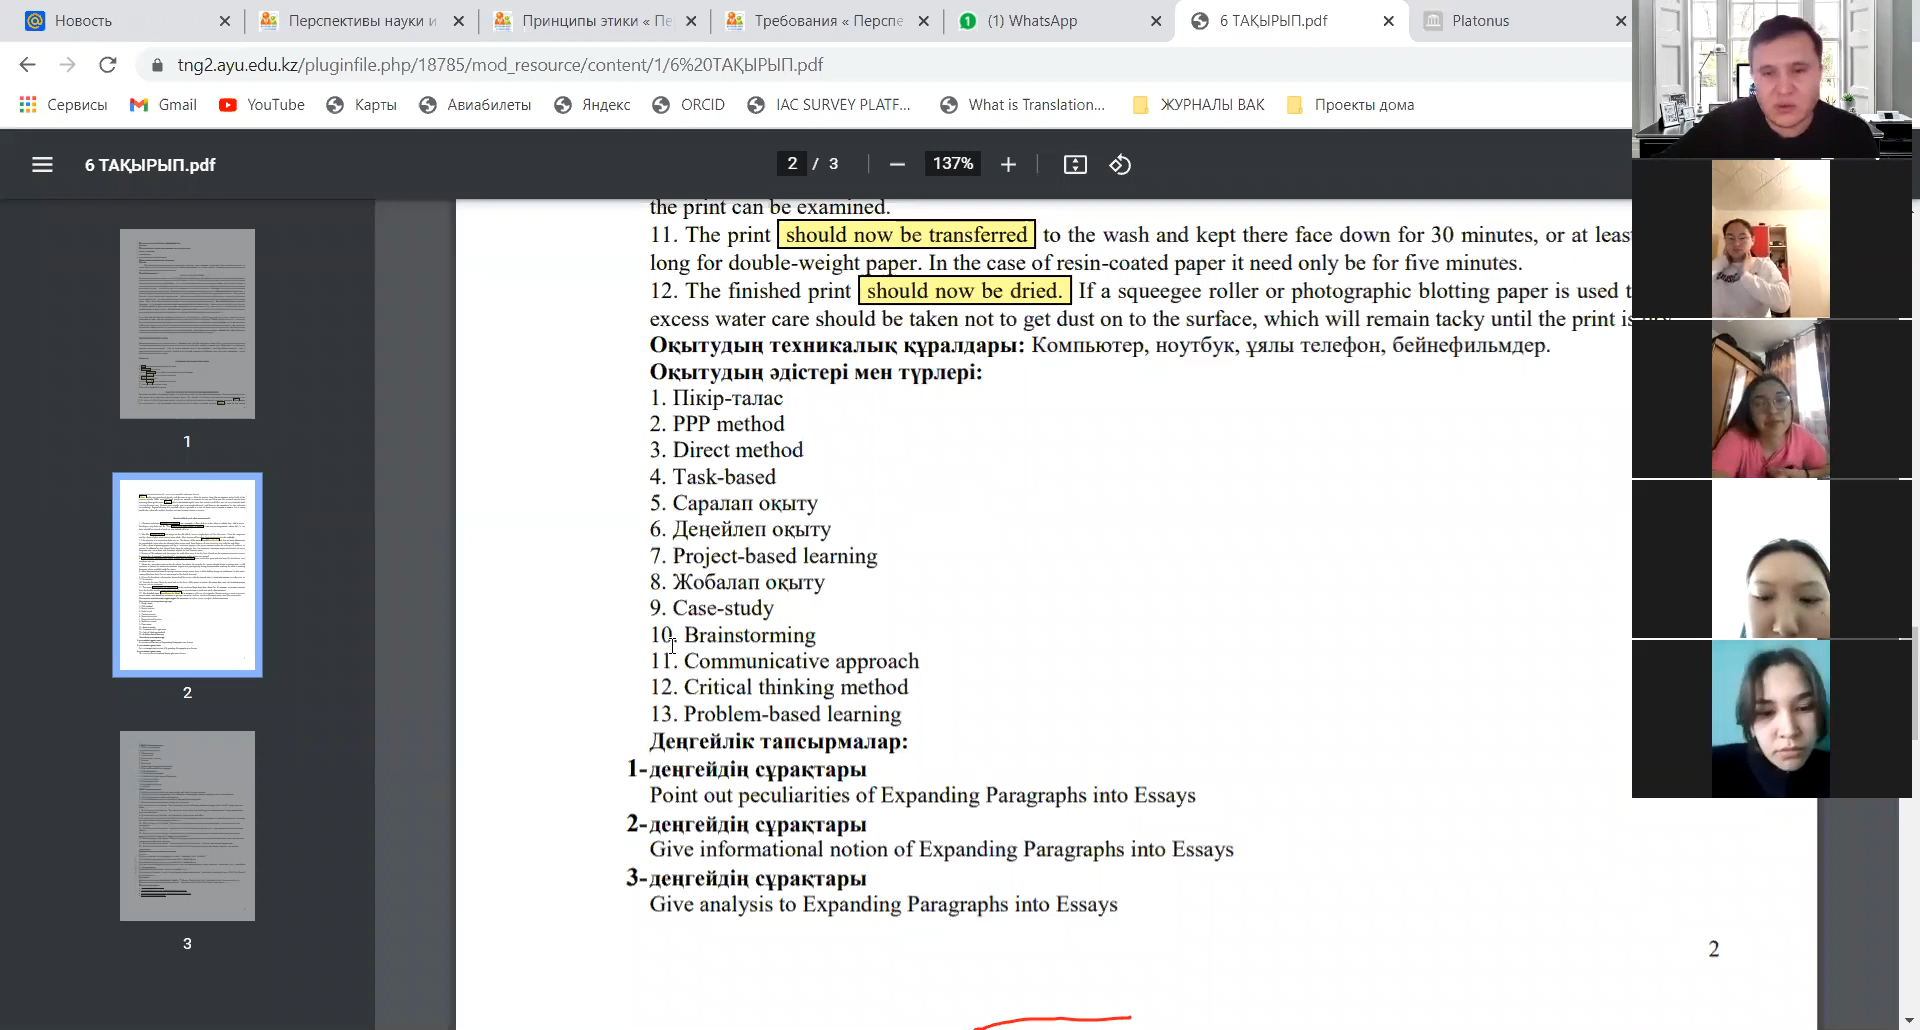 Новость
Перспективы науки и
Принципы этики « Пе
Требования « Перспе
(1) WhatsApp
6 ТАҚЫРЫП.pdf
Platonus
tng2.ayu.edu.kz/pluginfile.php/18785/mod_resource/content/1/6%20ТАҚЫРЫП.pdf
Сервисы
Gmail
YouTube
Карты
Авиабилеты
Яндекс
ORCID
IAC SURVEY PLATF...
What is Translation...
ЖУРНАЛЫ ВАК
Проекты дома
6 ТАҚЫРЫП.pdf
2 / 3
137%
1
2
3
the print can be examined.
11. The print should now be transferred to the wash and kept there face down for 30 minutes, or at leas
long for double-weight paper. In the case of resin-coated paper it need only be for five minutes.
12. The finished print should now be dried. If a squeegee roller or photographic blotting paper is used t
excess water care should be taken not to get dust on to the surface, which will remain tacky until the print is
Оқытудың техникалық құралдары: Компьютер, ноутбук, ұялы телефон, бейнефильмдер.
Оқытудың әдістері мен түрлері:
1. Пікір-талас
2. PPP method
3. Direct method
4. Task-based
5. Саралап оқыту
6. Деңейлеп оқыту
7. Project-based learning
8. Жобалап оқыту
9. Case-study
10. Brainstorming
11. Communicative approach
12. Critical thinking method
13. Problem-based learning
Деңгейлік тапсырмалар:
1-деңгейдің сұрақтары
Point out peculiarities of Expanding Paragraphs into Essays
2-деңгейдің сұрақтары
Give informational notion of Expanding Paragraphs into Essays
3-деңгейдің сұрақтары
Give analysis to Expanding Paragraphs into Essays
2